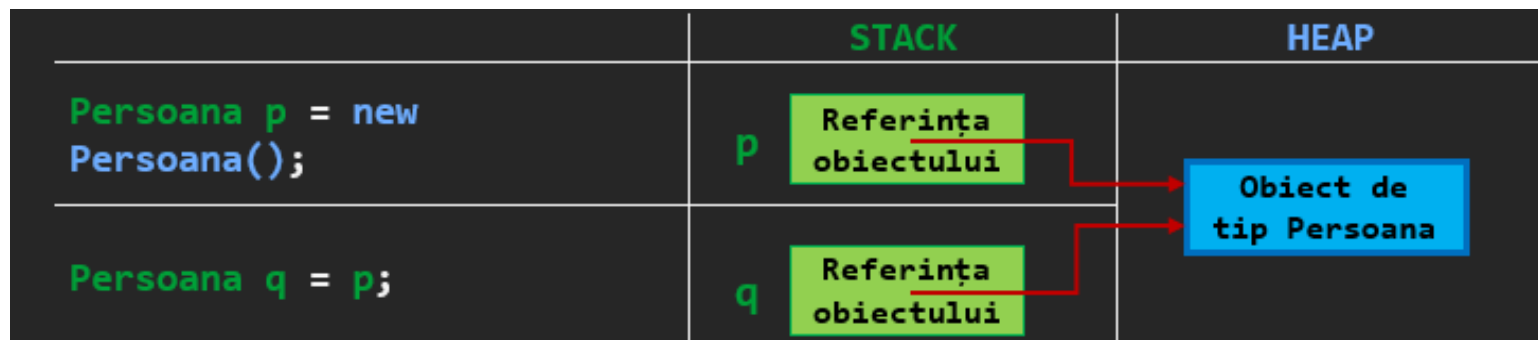 STACK
HEAP
Persoana p = new
Persoana();
p
Referința
obiectului
Obiect de
tip Persoana
Persoana q = p;
q
Referința
obiectului